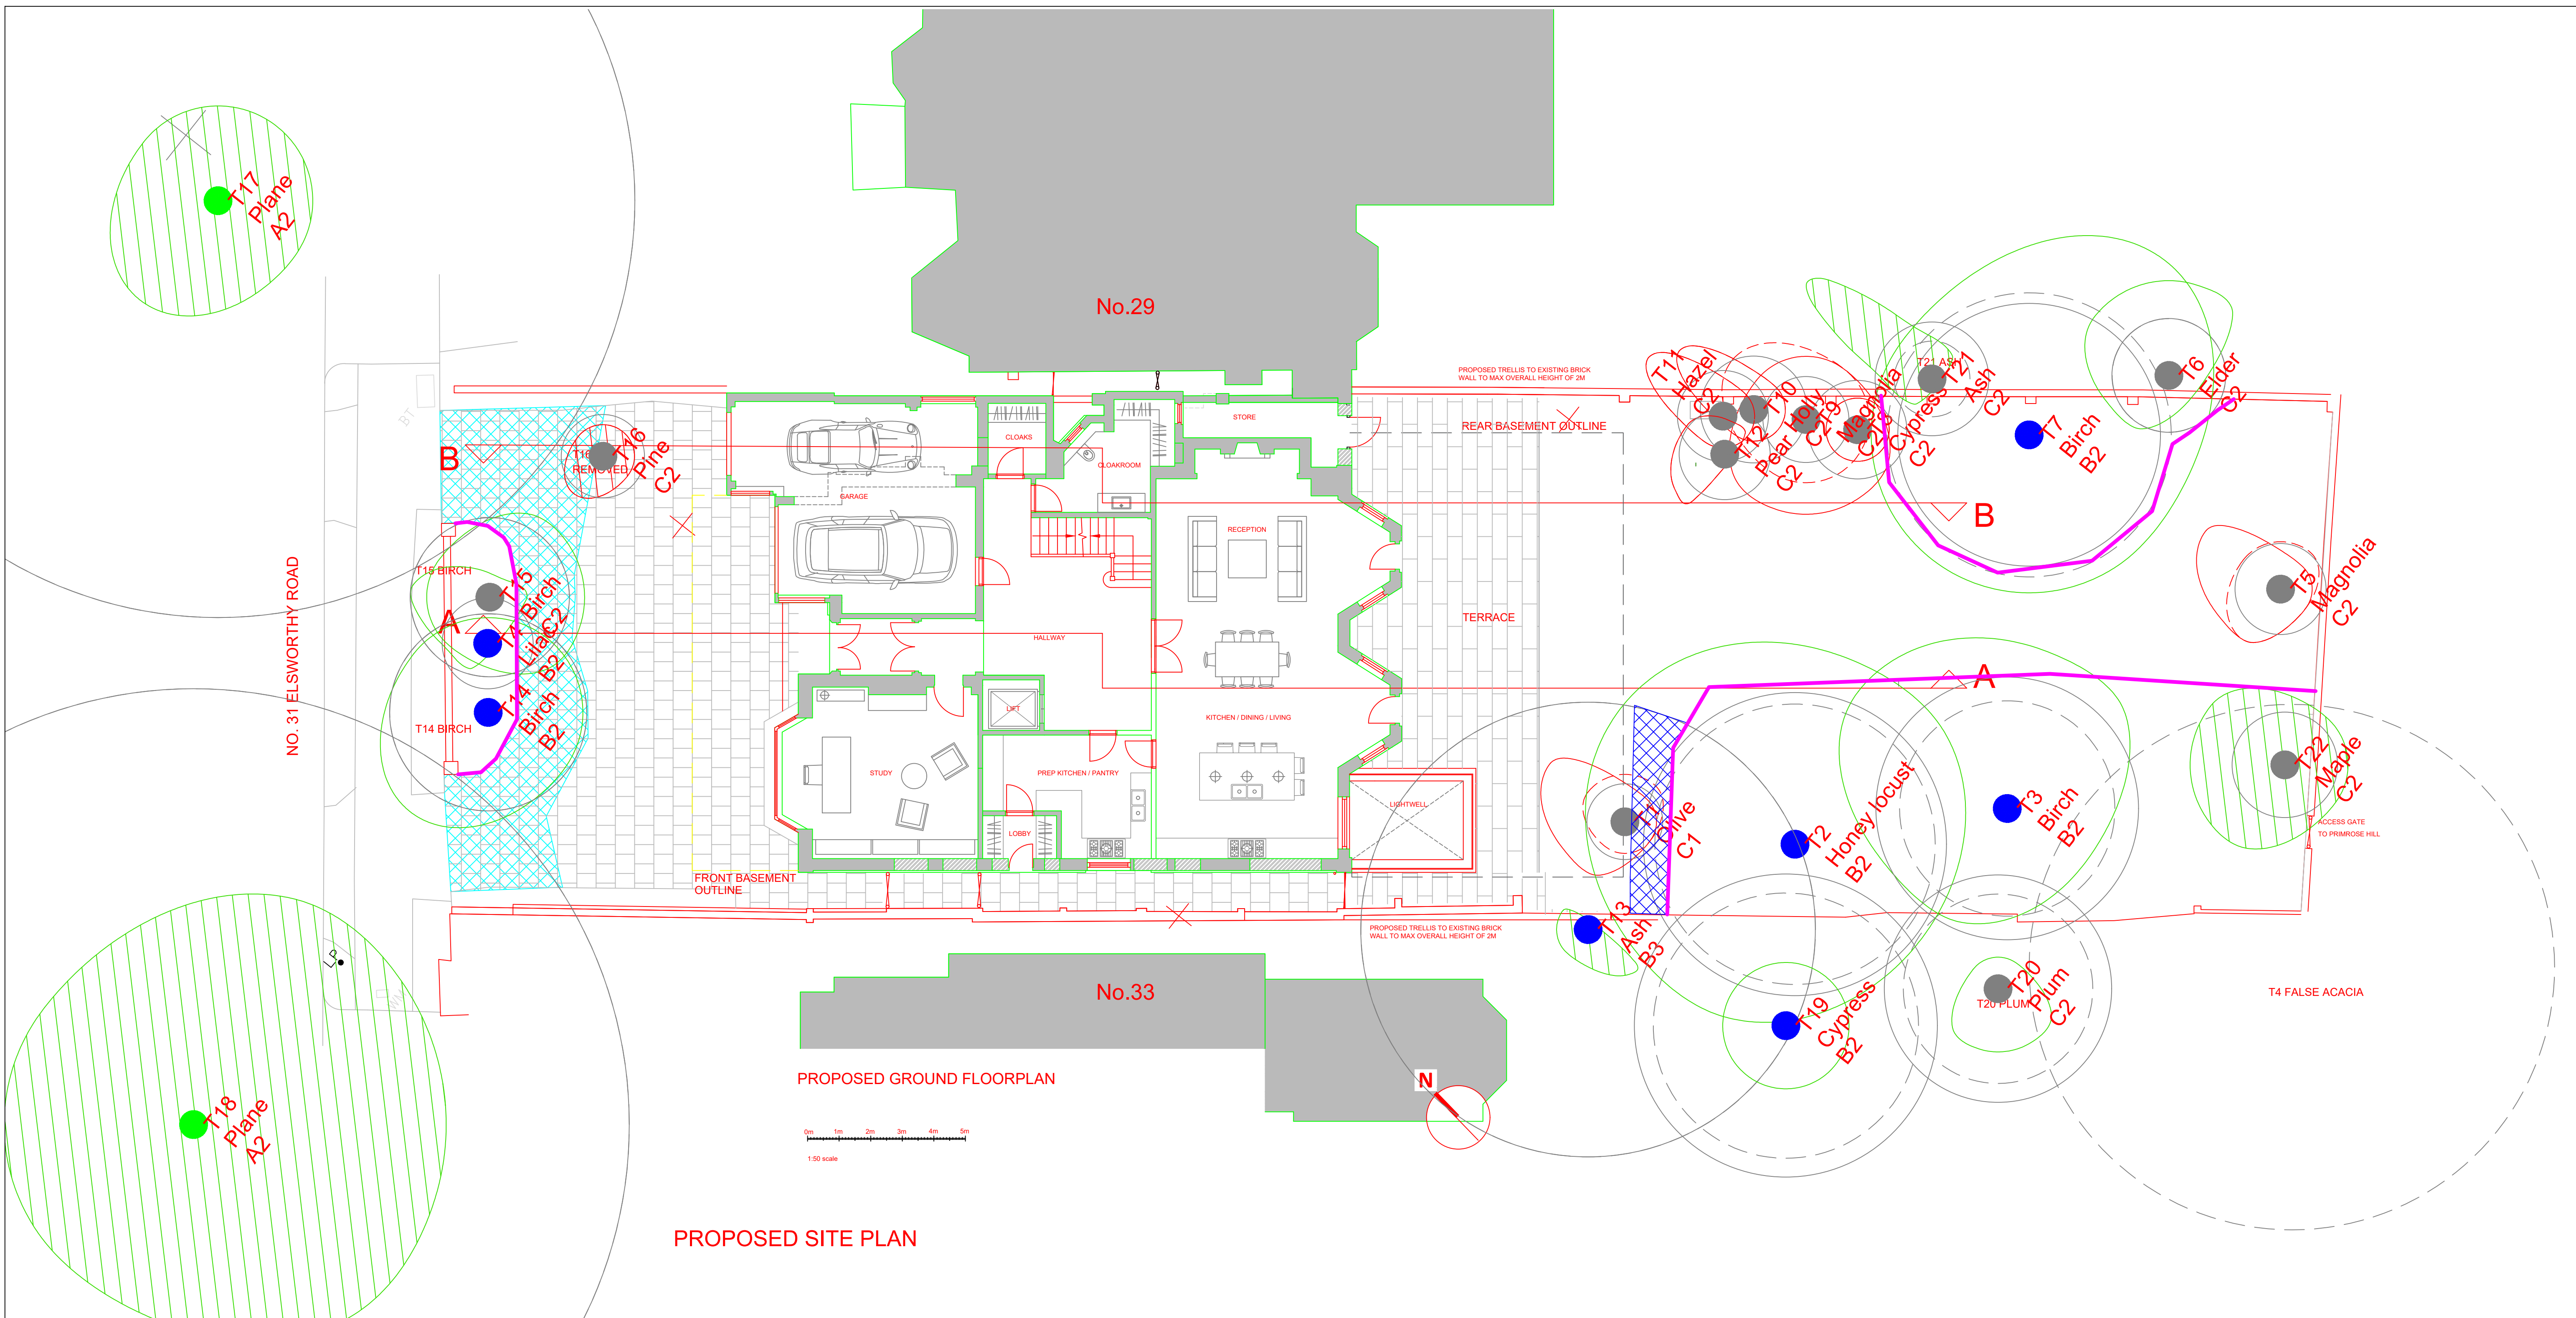 T17
Plane
A2
No.29
BT
NO. 31 ELSWORTHY ROAD
B
T16
REMOVED
T16
Pine
C2
T15 BIRCH
T15
Birch
C2
A
T4
Lilac
B2
T14 BIRCH
T14
Birch
B2
LP
T18
Plane
A2
CLOAKS
CLOAKROOM
STORE
GARAGE
RECEPTION
HALLWAY
LIFT
STUDY
PREP KITCHEN / PANTRY
KITCHEN / DINING / LIVING
LOBBY
LIGHTWELL
TERRACE
FRONT BASEMENT
OUTLINE
REAR BASEMENT OUTLINE
PROPOSED TRELLIS TO EXISTING BRICK
WALL TO MAX OVERALL HEIGHT OF 2M
T11
Hazel
C2
T10
Holly
C2
T12
Pear
C2
T9
Magnolia
C2
Cypress
C2
T21 ASH
T21
Ash
C2
T7
Birch
B2
T6
Elder
C2
B
T5
Magnolia
C2
A
T22
Maple
C2
T3
Birch
B2
T2
Honey locust
B2
T1
Olive
C1
T13
Ash
B3
T19
Cypress
B2
T20
Plum
C2
T20 PLUM
T4 FALSE ACACIA
ACCESS GATE
TO PRIMROSE HILL
PROPOSED TRELLIS TO EXISTING BRICK
WALL TO MAX OVERALL HEIGHT OF 2M
No.33
N
PROPOSED GROUND FLOORPLAN
0m 1m 2m 3m 4m 5m
1:50 scale
PROPOSED SITE PLAN